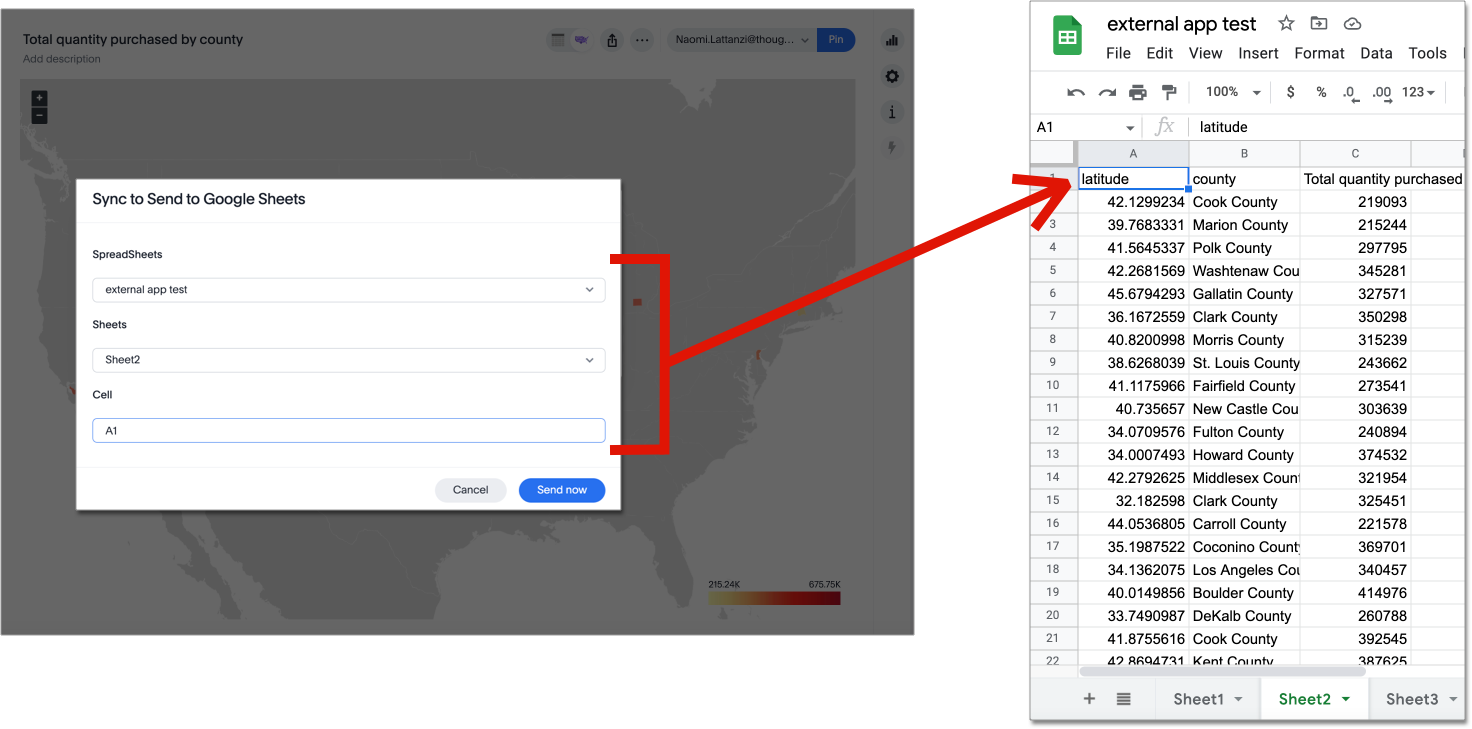 Total quantity purchased by county
Add description
Naomi.Lattanzi@thoug...
Pin
+
−
Sync to Send to Google Sheets
SpreadSheets
external app test
Sheets
Sheet2
Cell
A1
Cancel
Send now
215.24K 675.75K
external app test
File Edit View Insert Format Data Tools
100% $ % .0 .00 123
A1 fx latitude
A B C
1 latitude county Total quantity purchased
42.1299234 Cook County 219093
3 39.7683331 Marion County 215244
4 41.5645337 Polk County 297795
5 42.2681569 Washtenaw Cou 345281
6 45.6794293 Gallatin County 327571
7 36.1672559 Clark County 350298
8 40.8200998 Morris County 315239
9 38.6268039 St. Louis County 243662
10 41.1175966 Fairfield County 273541
11 40.735657 New Castle Cou 303639
12 34.0709576 Fulton County 240894
13 34.0007493 Howard County 374532
14 42.2792625 Middlesex Count 321954
15 32.182598 Clark County 325451
16 44.0536805 Carroll County 221578
17 35.1987522 Coconino County 369701
18 34.1362075 Los Angeles Cou 340457
19 40.0149856 Boulder County 414976
20 33.7490987 DeKalb County 260788
21 41.8755616 Cook County 392545
22 42.8694731 Kent County 387625
+ Sheet1 Sheet2 Sheet3